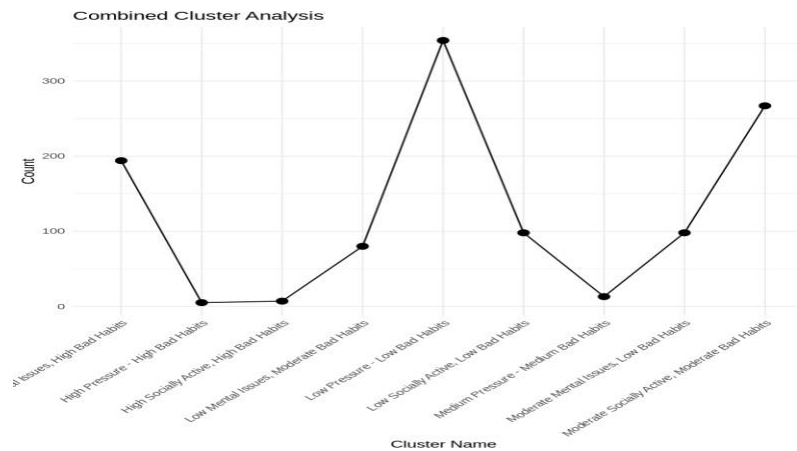 Combined Cluster Analysis
300
200
100
0
Count
Issues, High Bad Habits
High Pressure - High Bad Habits
High Socially Active, High Bad Habits
Low Mental Issues, Moderate Bad Habits
Low Pressure - Low Bad Habits
Low Socially Active, Low Bad Habits
Medium Pressure - Medium Bad Habits
Moderate Mental Issues, Low Bad Habits
Moderate Socially Active, Moderate Bad Habits
Cluster Name